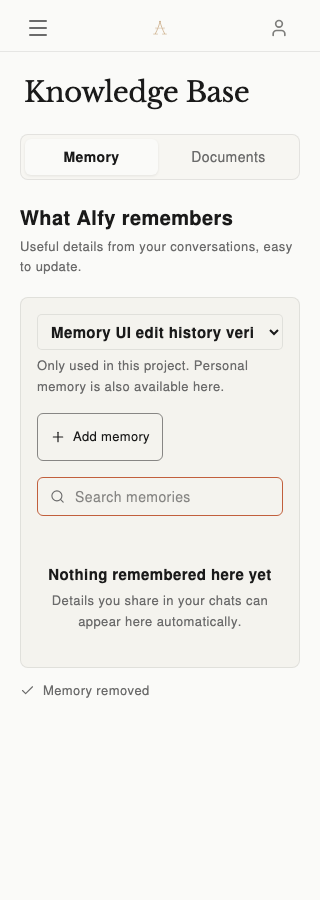 Knowledge Base
Memory
Documents
What Alfy remembers
Useful details from your conversations, easy
to update.
Memory UI edit history veri
Only used in this project. Personal
memory is also available here.
Add memory
Search memories
Nothing remembered here yet
Details you share in your chats can
appear here automatically.
Memory removed